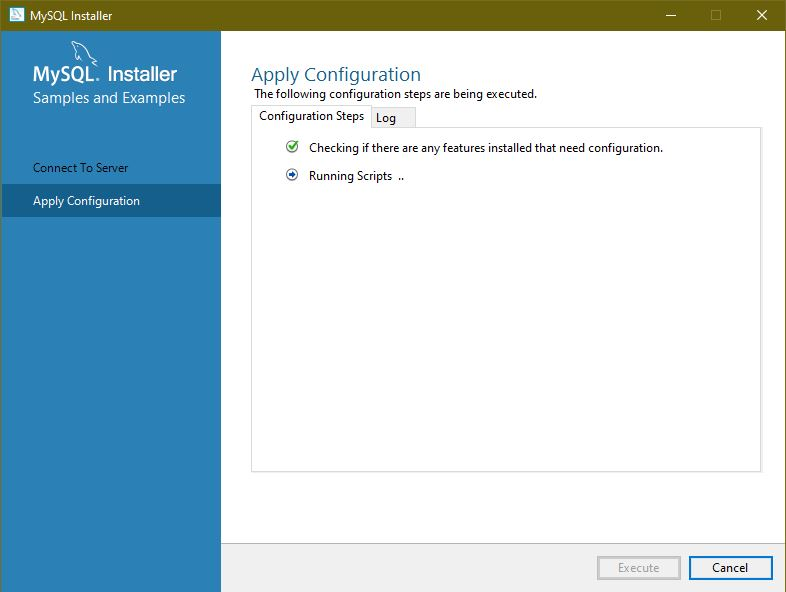 MySQL Installer
MySQL. Installer
Samples and Examples
Connect To Server
Apply Configuration
Apply Configuration
The following configuration steps are being executed.
Configuration Steps
Log
Checking if there are any features installed that need configuration.
Running Scripts ..
Execute
Cancel